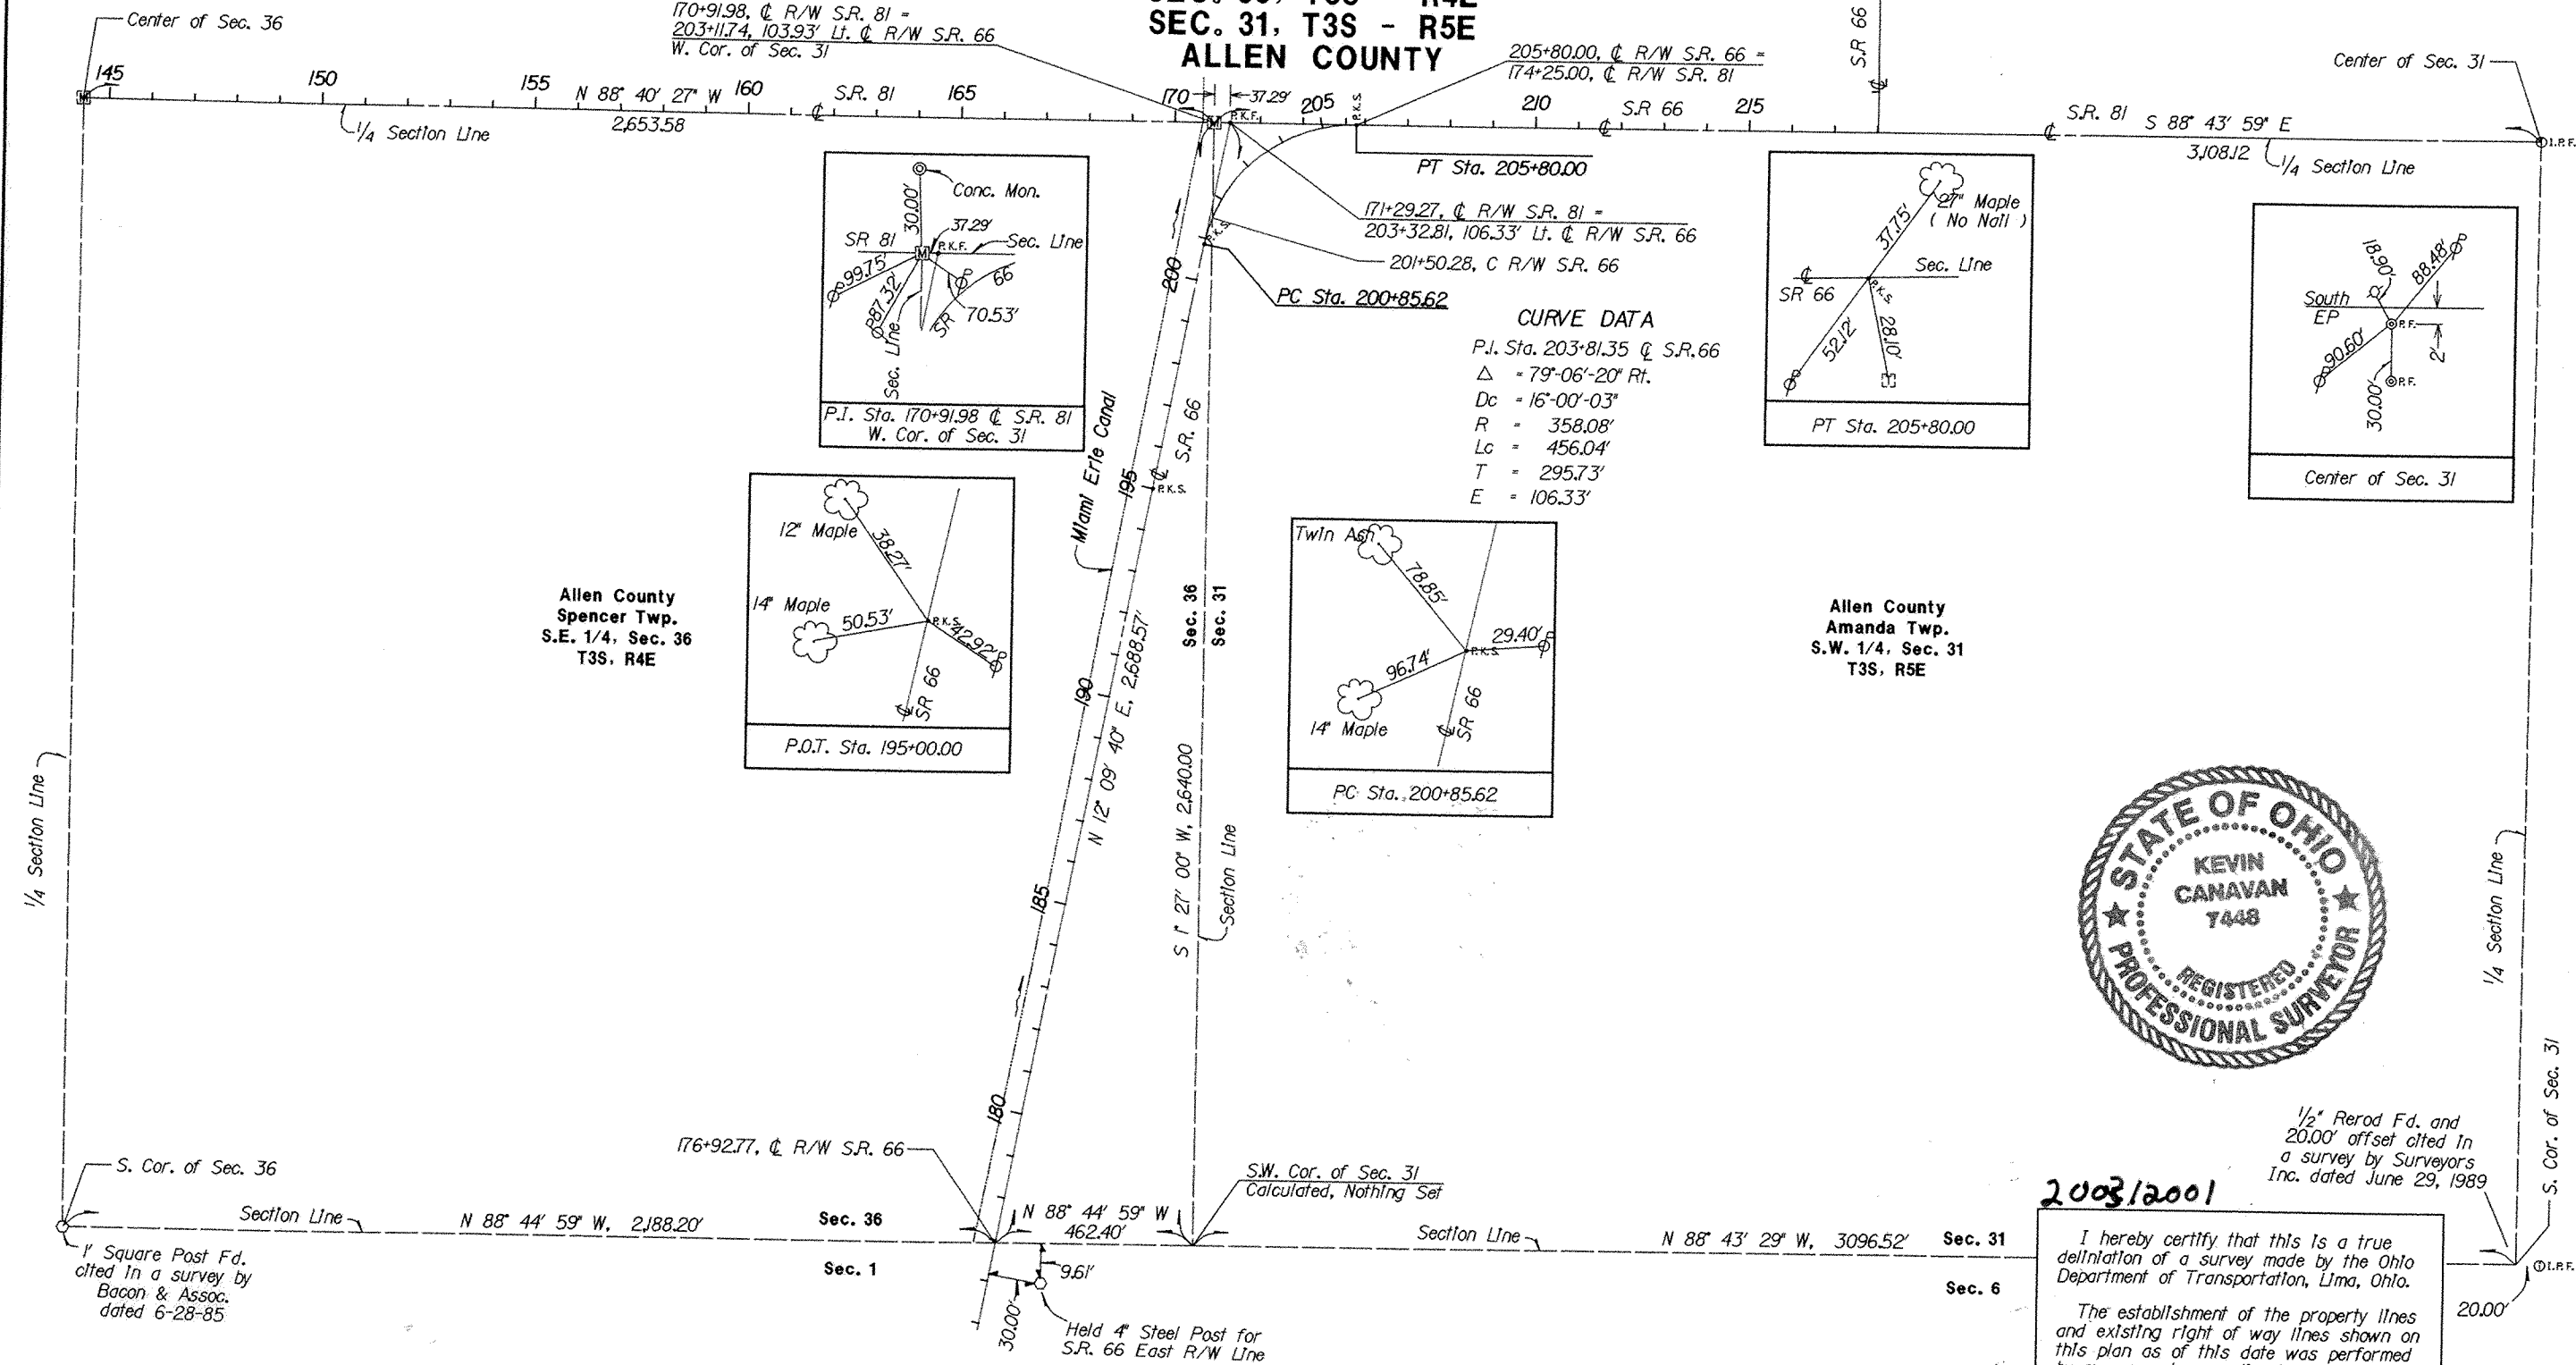 SEC. 31, T3S - R5E
ALLEN COUNTY
Center of Sec. 36
170+91.98, ℄ R/W S.R. 81 =
203+11.74, 103.93' Lt. ℄ R/W S.R. 66
W. Cor. of Sec. 31
205+80.00, ℄ R/W S.R. 66 =
174+25.00, ℄ R/W S.R. 81
S.R 66
℄
Center of Sec. 31
145
150
155
N 88° 40' 27" W
160
S.R. 81
165
170
37.29'
205
P.K.S.
210
S.R 66
215
S.R. 81
S 88° 43' 59" E
℄
1/4 Section Line
2,653.58
M
M
P.K.F.
℄
℄
3,108.12
1/4 Section Line
I.P.F.
PT Sta. 205+80.00
171+29.27, ℄ R/W S.R. 81 =
203+32.81, 106.33' Lt. ℄ R/W S.R. 66
201+50.28, C R/W S.R. 66
P.K.S.
PC Sta. 200+85.62
Conc. Mon.
30.00'
37.29'
SR 81
M
P.K.F.
Sec. Line
99.75'
87.32'
66
SR
70.53'
Sec. Line
P.I. Sta. 170+91.98 ℄ S.R. 81
W. Cor. of Sec. 31
CURVE DATA
P.I. Sta. 203+81.35 ℄ S.R.66
Δ = 79°-06'-20" Rt.
Dc = 16°-00'-03"
R = 358.08'
Lc = 456.04'
T = 295.73'
E = 106.33'
27" Maple
( No Nail )
37.75'
℄
SR 66
Sec. Line
P.K.S.
52.12'
28.10'
PT Sta. 205+80.00
18.90'
88.48'
South
EP
P.F.
2'
90.60'
30.00'
P.F.
Center of Sec. 31
12" Maple
38.27'
14" Maple
50.53'
P.K.S.
42.92'
℄
SR 66
P.O.T. Sta. 195+00.00
Twin Ash
78.85'
29.40'
P.K.S.
96.74'
14" Maple
℄
SR 66
PC Sta. 200+85.62
Miami Erie Canal
200
195
190
185
180
S.R. 66
℄
P.K.S.
N 12° 09' 40" E, 2,688.57'
Sec. 36
Sec. 31
S 1° 27' 00" W, 2,640.00
Section Line
Allen County
Spencer Twp.
S.E. 1/4, Sec. 36
T3S, R4E
Allen County
Amanda Twp.
S.W. 1/4, Sec. 31
T3S, R5E
1/4 Section Line
1/4 Section Line
STATE OF OHIO
KEVIN
CANAVAN
7448
REGISTERED
PROFESSIONAL SURVEYOR
S. Cor. of Sec. 36
176+92.77, ℄ R/W S.R. 66
S.W. Cor. of Sec. 31
Calculated, Nothing Set
Section Line
N 88° 44' 59" W, 2,188.20'
Sec. 36
N 88° 44' 59" W
462.40'
Section Line
N 88° 43' 29" W, 3096.52'
Sec. 31
Sec. 1
Sec. 6
1" Square Post Fd.
cited in a survey by
Bacon & Assoc.
dated 6-28-85
9.61'
30.00'
Held 4" Steel Post for
S.R. 66 East R/W Line
1/2" Rerod Fd. and
20.00' offset cited in
a survey by Surveyors
Inc. dated June 29, 1989
S. Cor. of Sec. 31
I.P.F.
20.00'
I hereby certify that this is a true
deliniation of a survey made by the Ohio
Department of Transportation, Lima, Ohio.
The establishment of the property lines
and existing right of way lines shown on
this plan as of this date was performed